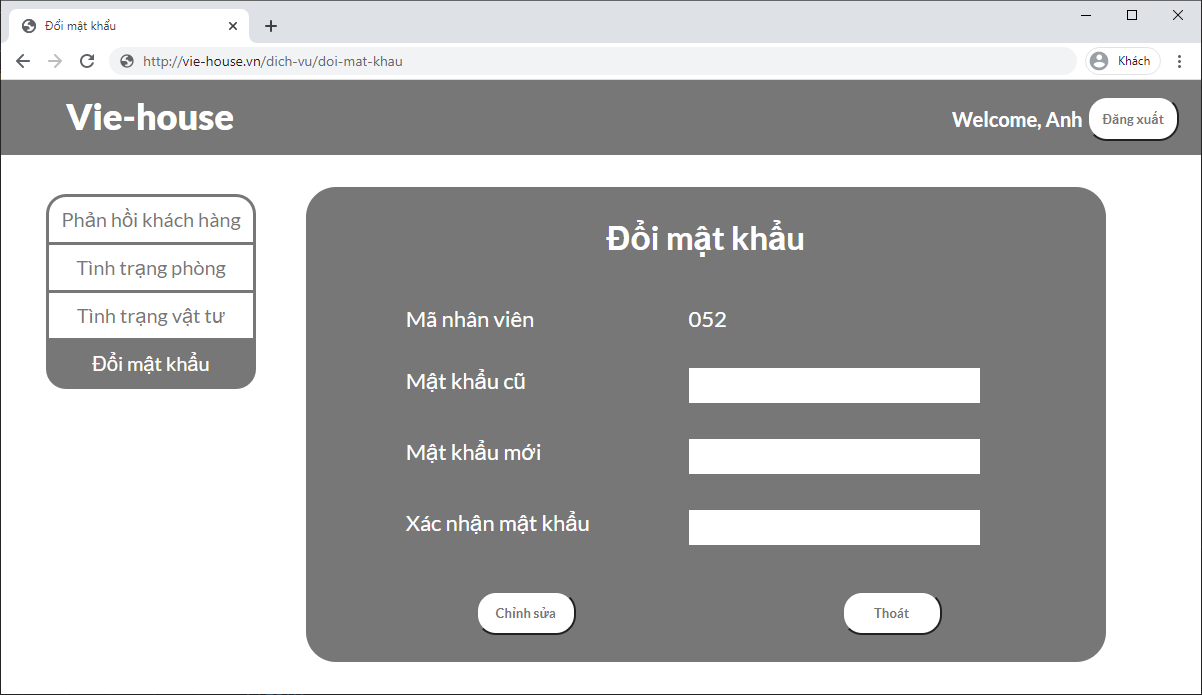 Đổi mật khẩu
http://vie-house.vn/dich-vu/doi-mat-khau
Khách
Vie-house
Welcome, Anh
Đăng xuất
Phản hồi khách hàng
Tình trạng phòng
Tình trạng vật tư
Đổi mật khẩu
Đổi mật khẩu
Mã nhân viên 052
Mật khẩu cũ
Mật khẩu mới
Xác nhận mật khẩu
Chỉnh sửa
Thoát